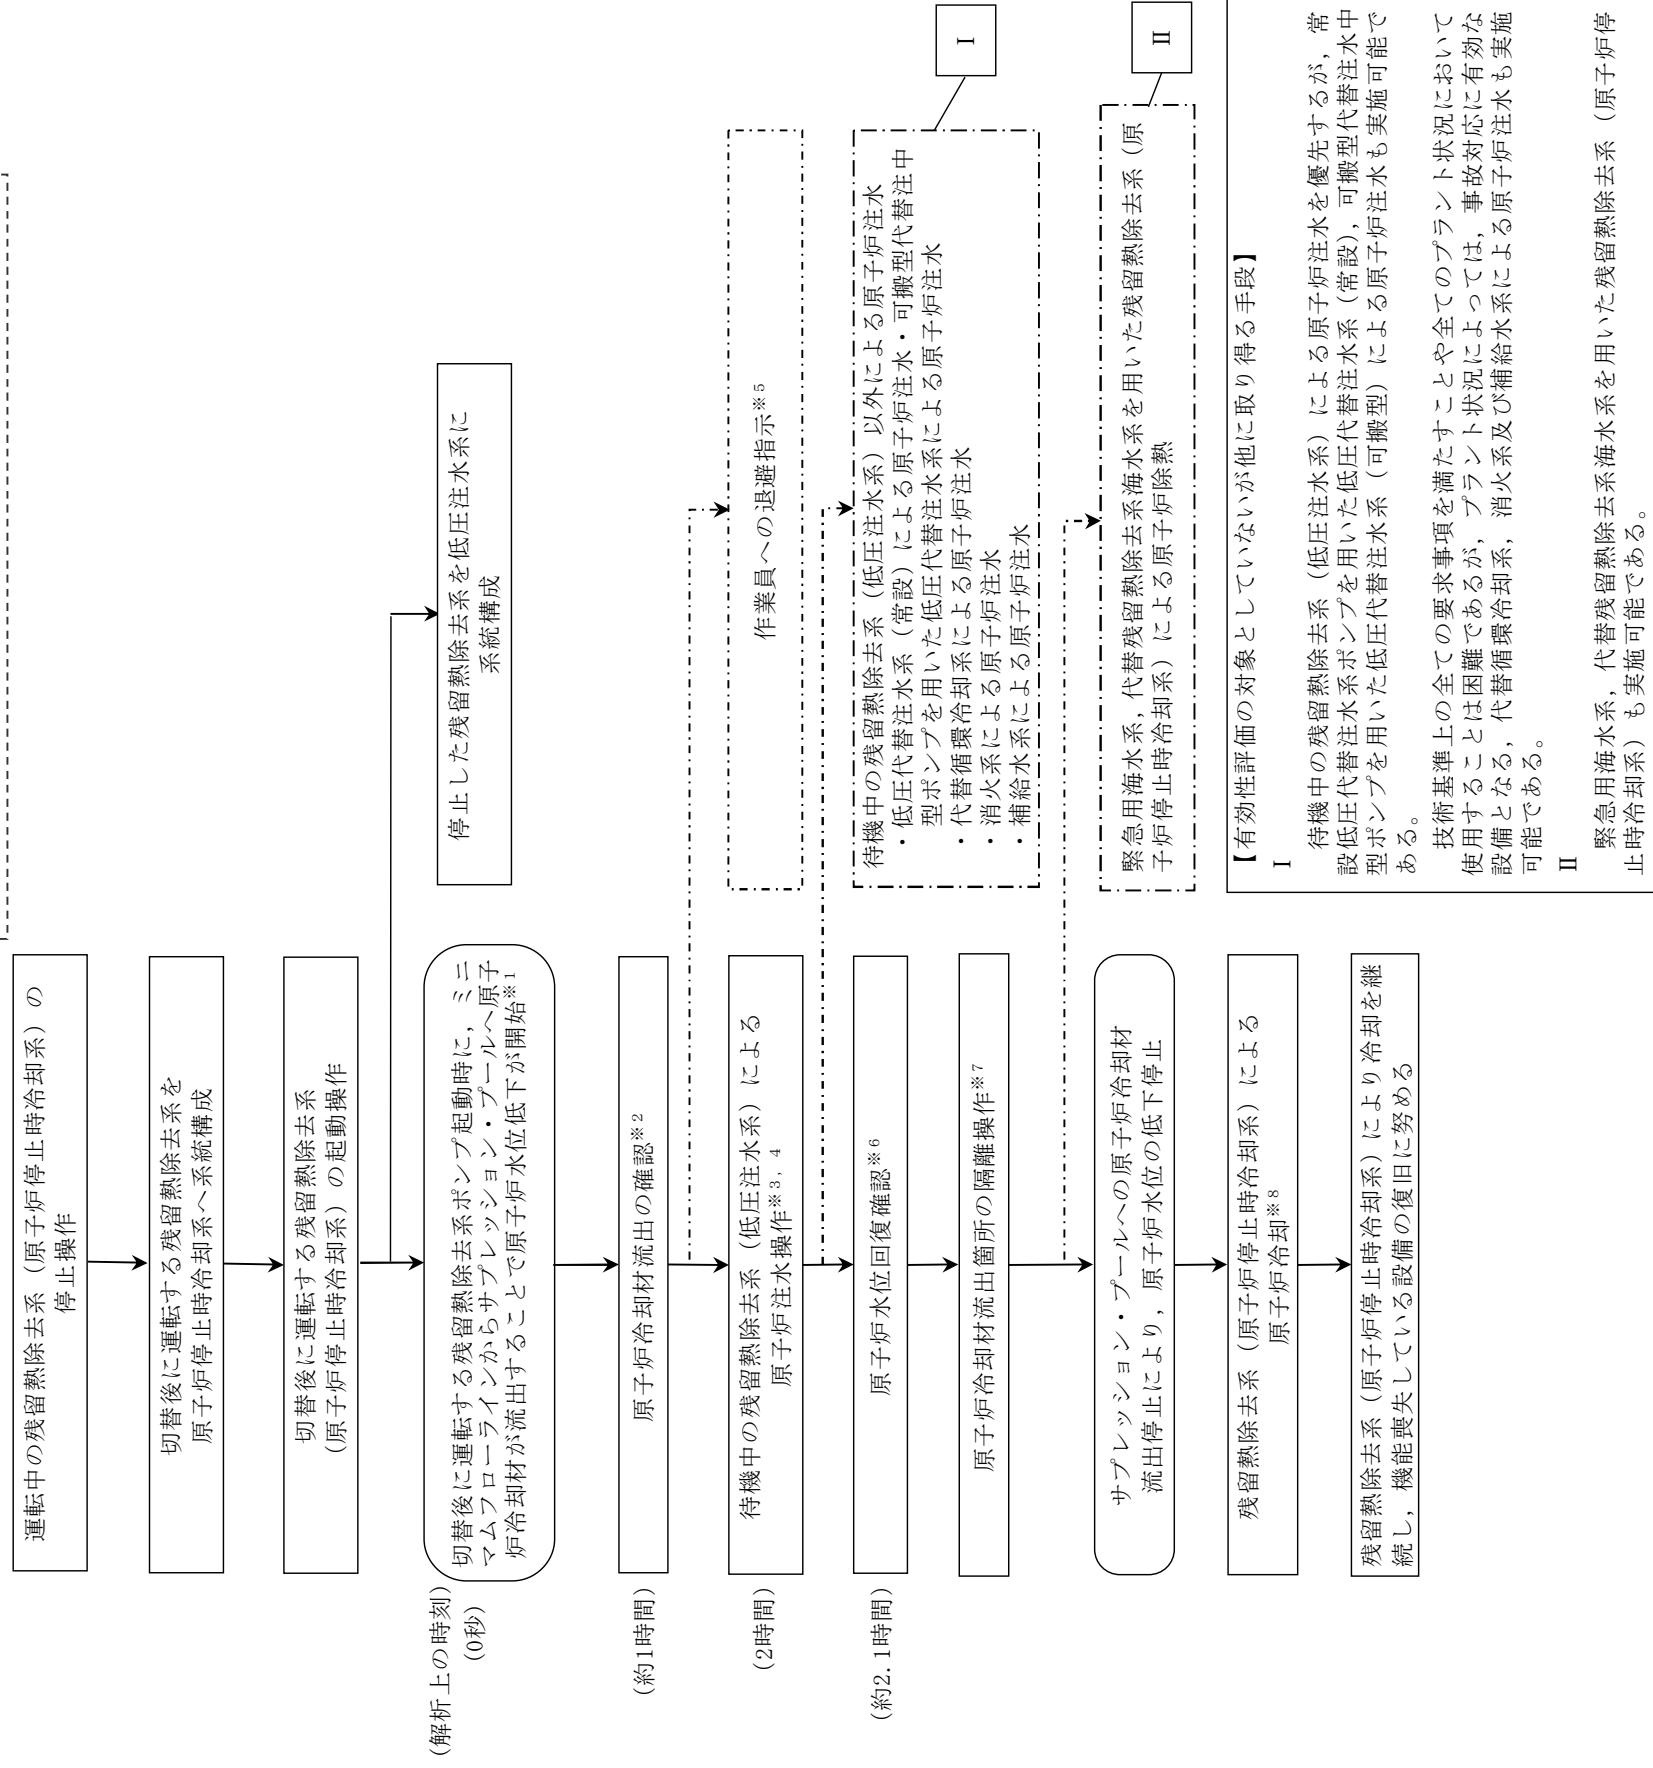 運転中の残留熱除去系（原子炉停止時冷却系）の
停止操作
切替後に運転する残留熱除去系を
原子炉停止時冷却系へ系統構成
切替後に運転する残留熱除去系
（原子炉停止時冷却系）の起動操作
停止した残留熱除去系を低圧注水系に
系統構成
（解析上の時刻）
（0秒）
切替後に運転する残留熱除去系ポンプ起動時に，ミニ
マムフローラインからサプレッション・プールへ原子
炉冷却材が流出することで原子炉水位低下が開始※1
（約1時間）
原子炉冷却材流出の確認※2
作業員への退避指示※5
（2時間）
待機中の残留熱除去系（低圧注水系）による
原子炉注水操作※3，4
（約2.1時間）
原子炉水位回復確認※6
待機中の残留熱除去系（低圧注水系）以外による原子炉注水
・低圧代替注水系（常設）による原子炉注水・可搬型代替注水中
型ポンプを用いた低圧代替注水系による原子炉注水
・代替循環冷却系による原子炉注水
・消火系による原子炉注水
・補給水系による原子炉注水
Ⅰ
原子炉冷却材流出箇所の隔離操作※7
サプレッション・プールへの原子炉冷却材
流出停止により，原子炉水位の低下停止
緊急用海水系，代替残留熱除去系海水系を用いた残留熱除去系（原
子炉停止時冷却系）による原子炉除熱
Ⅱ
残留熱除去系（原子炉停止時冷却系）による
原子炉冷却※8
残留熱除去系（原子炉停止時冷却系）により冷却を継
続し，機能喪失している設備の復旧に努める
【有効性評価の対象としていないが他に取り得る手段】
Ⅰ
待機中の残留熱除去系（低圧注水系）による原子炉注水を優先するが，常
設低圧代替注水系ポンプを用いた低圧代替注水系（常設），可搬型代替注水中
型ポンプを用いた低圧代替注水系（可搬型）による原子炉注水も実施可能で
ある。
技術基準上の全ての要求事項を満たすことや全てのプラント状況において
使用することは困難であるが，プラント状況によっては，事故対応に有効な
設備となる，代替循環冷却系，消火系及び補給水系による原子炉注水も実施
可能である。
Ⅱ
緊急用海水系，代替残留熱除去系海水系を用いた残留熱除去系（原子炉停
止時冷却系）も実施可能である。